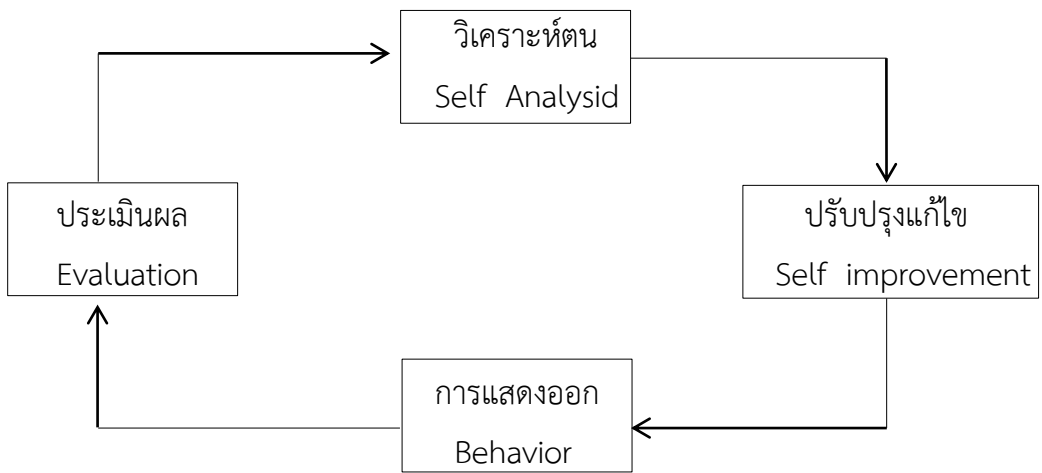 วิเคราะห์ตน
Self Analysid
ประเมินผล
Evaluation
ปรับปรุงแก้ไข
Self improvement
การแสดงออก
Behavior